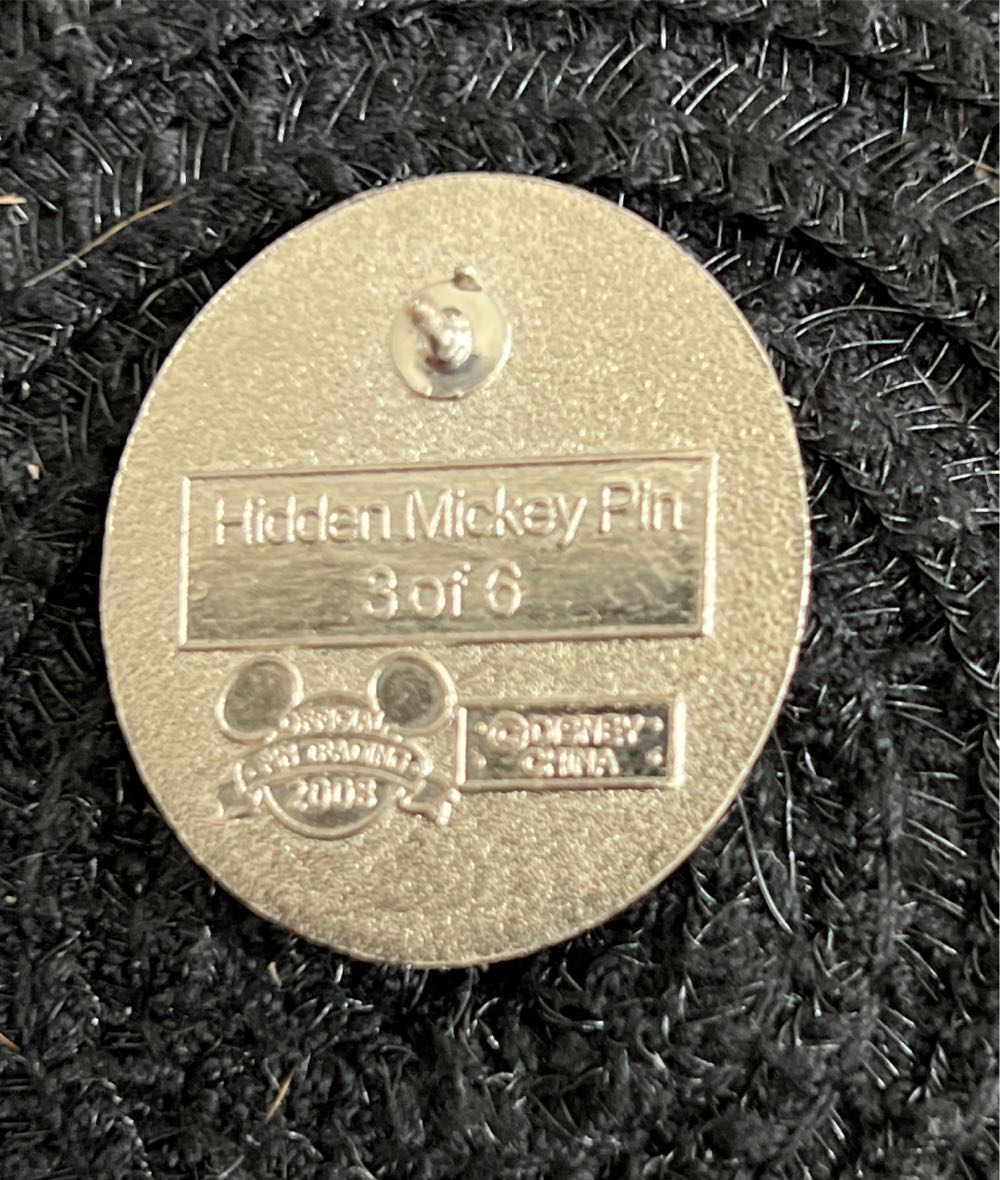 Hidden Mickey Pin
3 of 6
OFFICIAL
PIN TRADING
2008
©DISNEY
CHINA